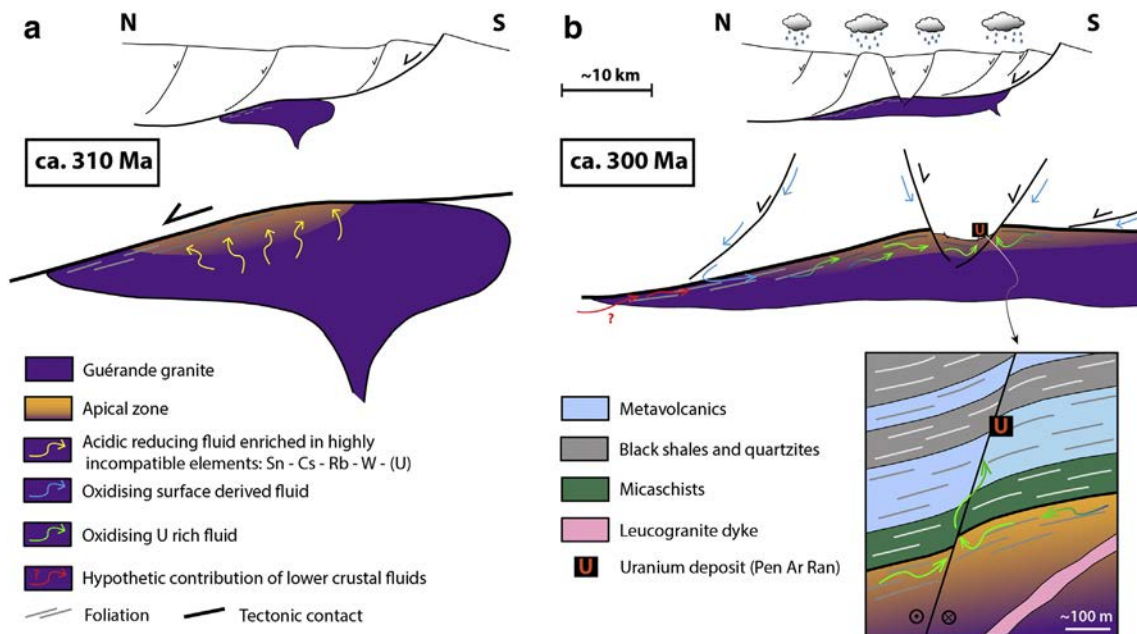 a
N
S
ca. 310 Ma
Guérande granite
Apical zone
Acidic reducing fluid enriched in highly
incompatible elements: Sn - Cs - Rb - W - (U)
Oxidising surface derived fluid
Oxidising U rich fluid
?
Hypothetic contribution of lower crustal fluids
Foliation
Tectonic contact
b
N
S
~10 km
ca. 300 Ma
U
?
Metavolcanics
Black shales and quartzites
Micaschists
Leucogranite dyke
U
Uranium deposit (Pen Ar Ran)
U
~100 m